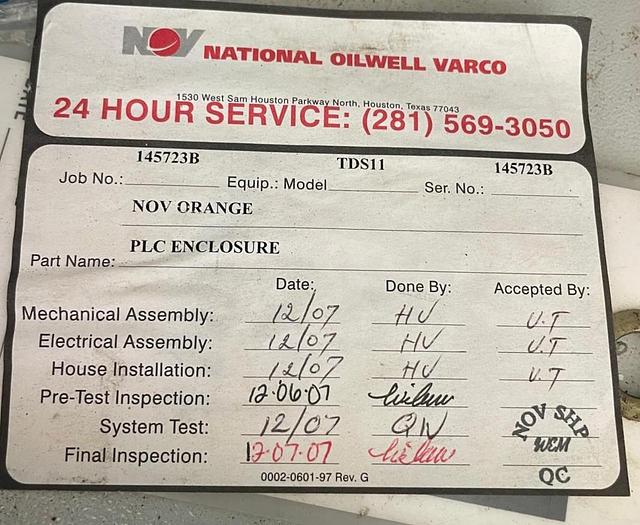 NOV NATIONAL OILWELL VARCO
1530 West Sam Houston Parkway North, Houston, Texas 77043
24 HOUR SERVICE: (281) 569-3050
145723B TDS11 145723B
Job No.: Equip.: Model Ser. No.:
NOV ORANGE
PLC ENCLOSURE
Part Name:
Date: Done By: Accepted By:
Mechanical Assembly: 12/07 HV V.T
Electrical Assembly: 12/07 HV V.T
House Installation: 12/07 HV V.T
Pre-Test Inspection: 12-06-07
System Test: 12/07 QN
Final Inspection: 12-07-07
NOV SHP
WCM
QC
0002-0601-97 Rev. G